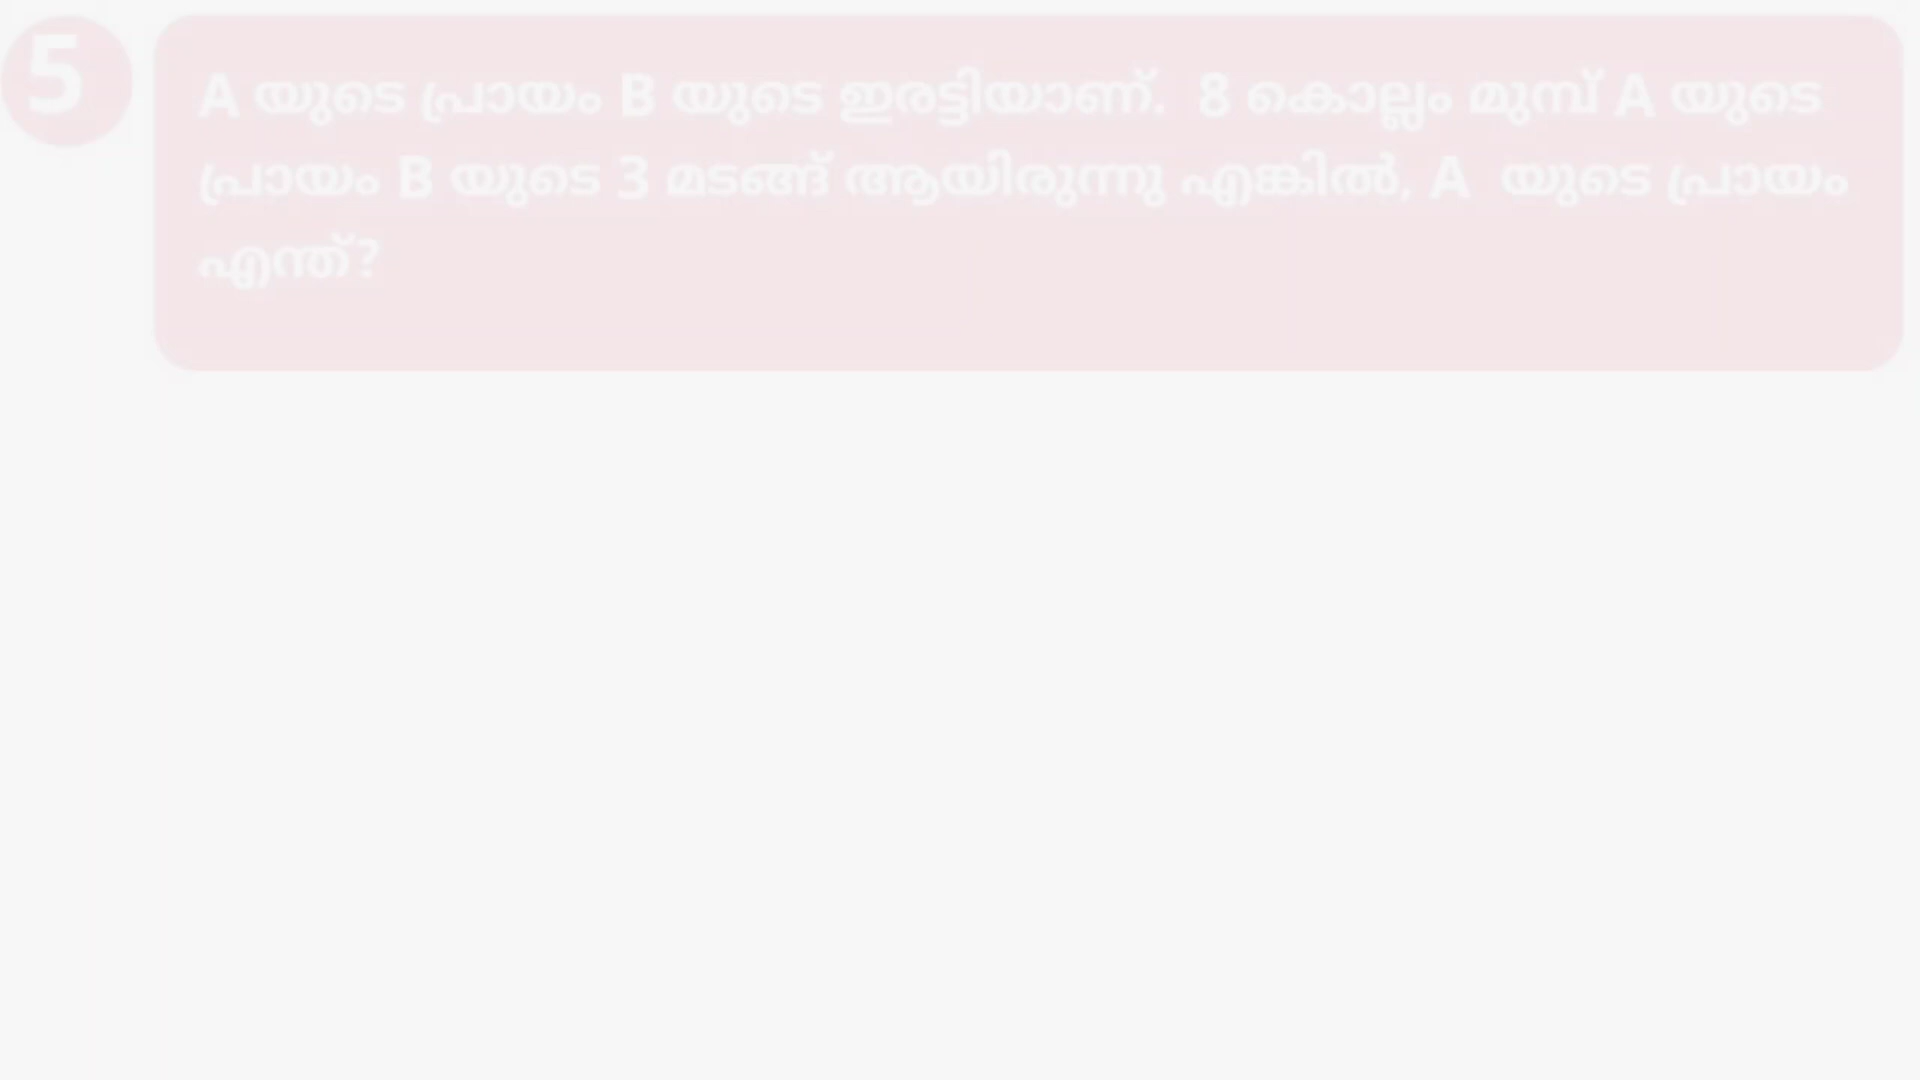 5
A യുടെ പ്രായം B യുടെ ഇരട്ടിയാണ്. 8 കൊല്ലം മുമ്പ് A യുടെ
പ്രായം B യുടെ 3 മടങ്ങ് ആയിരുന്നു എങ്കിൽ, A യുടെ പ്രായം
എന്ത്?